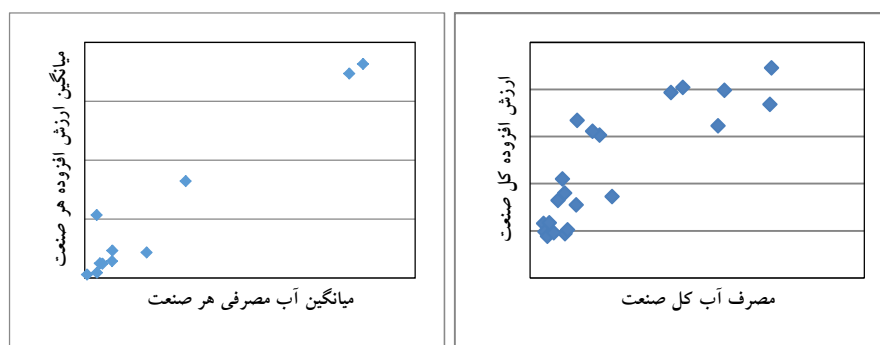 ارزش افزوده کل صنعت
مصرف آب کل صنعت
میانگین ارزش افزوده هر صنعت
میانگین آب مصرفی هر صنعت